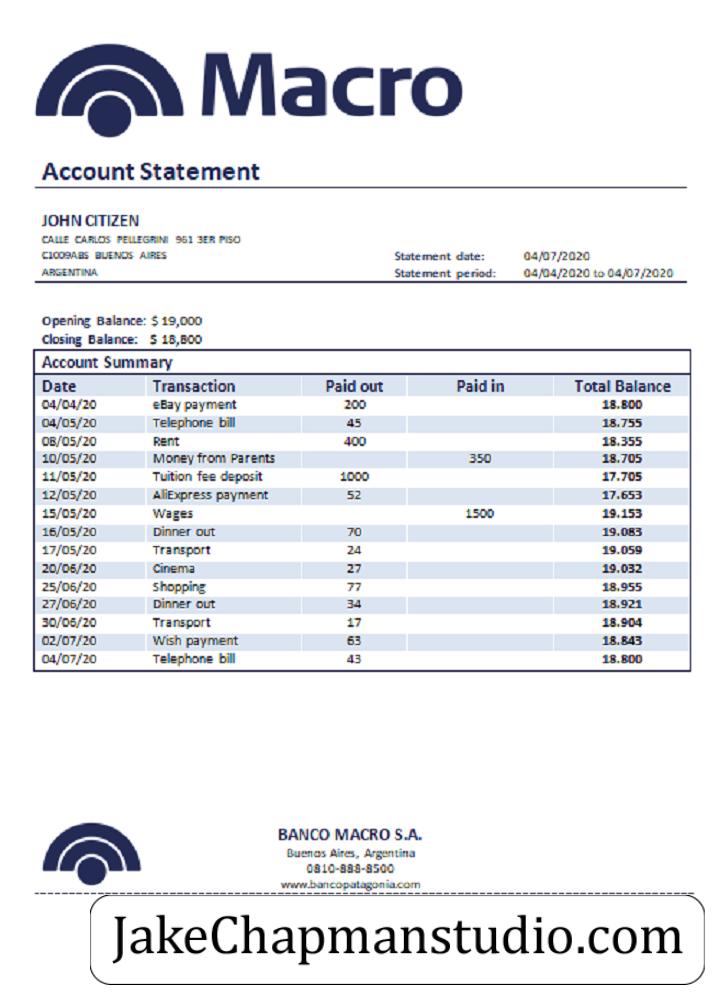 Macro
Account Statement
JOHN CITIZEN
CALLE CARLOS PELLEGRINI 961 3ER PISO
C1009ABS BUENOS AIRES
ARGENTINA
Statement date: 04/07/2020
Statement period: 04/04/2020 to 04/07/2020
Opening Balance: $ 19,000
Closing Balance: $ 18,800
Account Summary
Date Transaction Paid out Paid in Total Balance
04/04/20 eBay payment 200 18.800
04/05/20 Telephone bill 45 18.755
08/05/20 Rent 400 18.355
10/05/20 Money from Parents 350 18.705
11/05/20 Tuition fee deposit 1000 17.705
12/05/20 AliExpress payment 52 17.653
15/05/20 Wages 1500 19.153
16/05/20 Dinner out 70 19.083
17/05/20 Transport 24 19.059
20/06/20 Cinema 27 19.032
25/06/20 Shopping 77 18.955
27/06/20 Dinner out 34 18.921
30/06/20 Transport 17 18.904
02/07/20 Wish payment 63 18.843
04/07/20 Telephone bill 43 18.800
BANCO MACRO S.A.
Buenos Aires, Argentina
0810-888-8500
www.bancopatagonia.com
JakeChapmanstudio.com